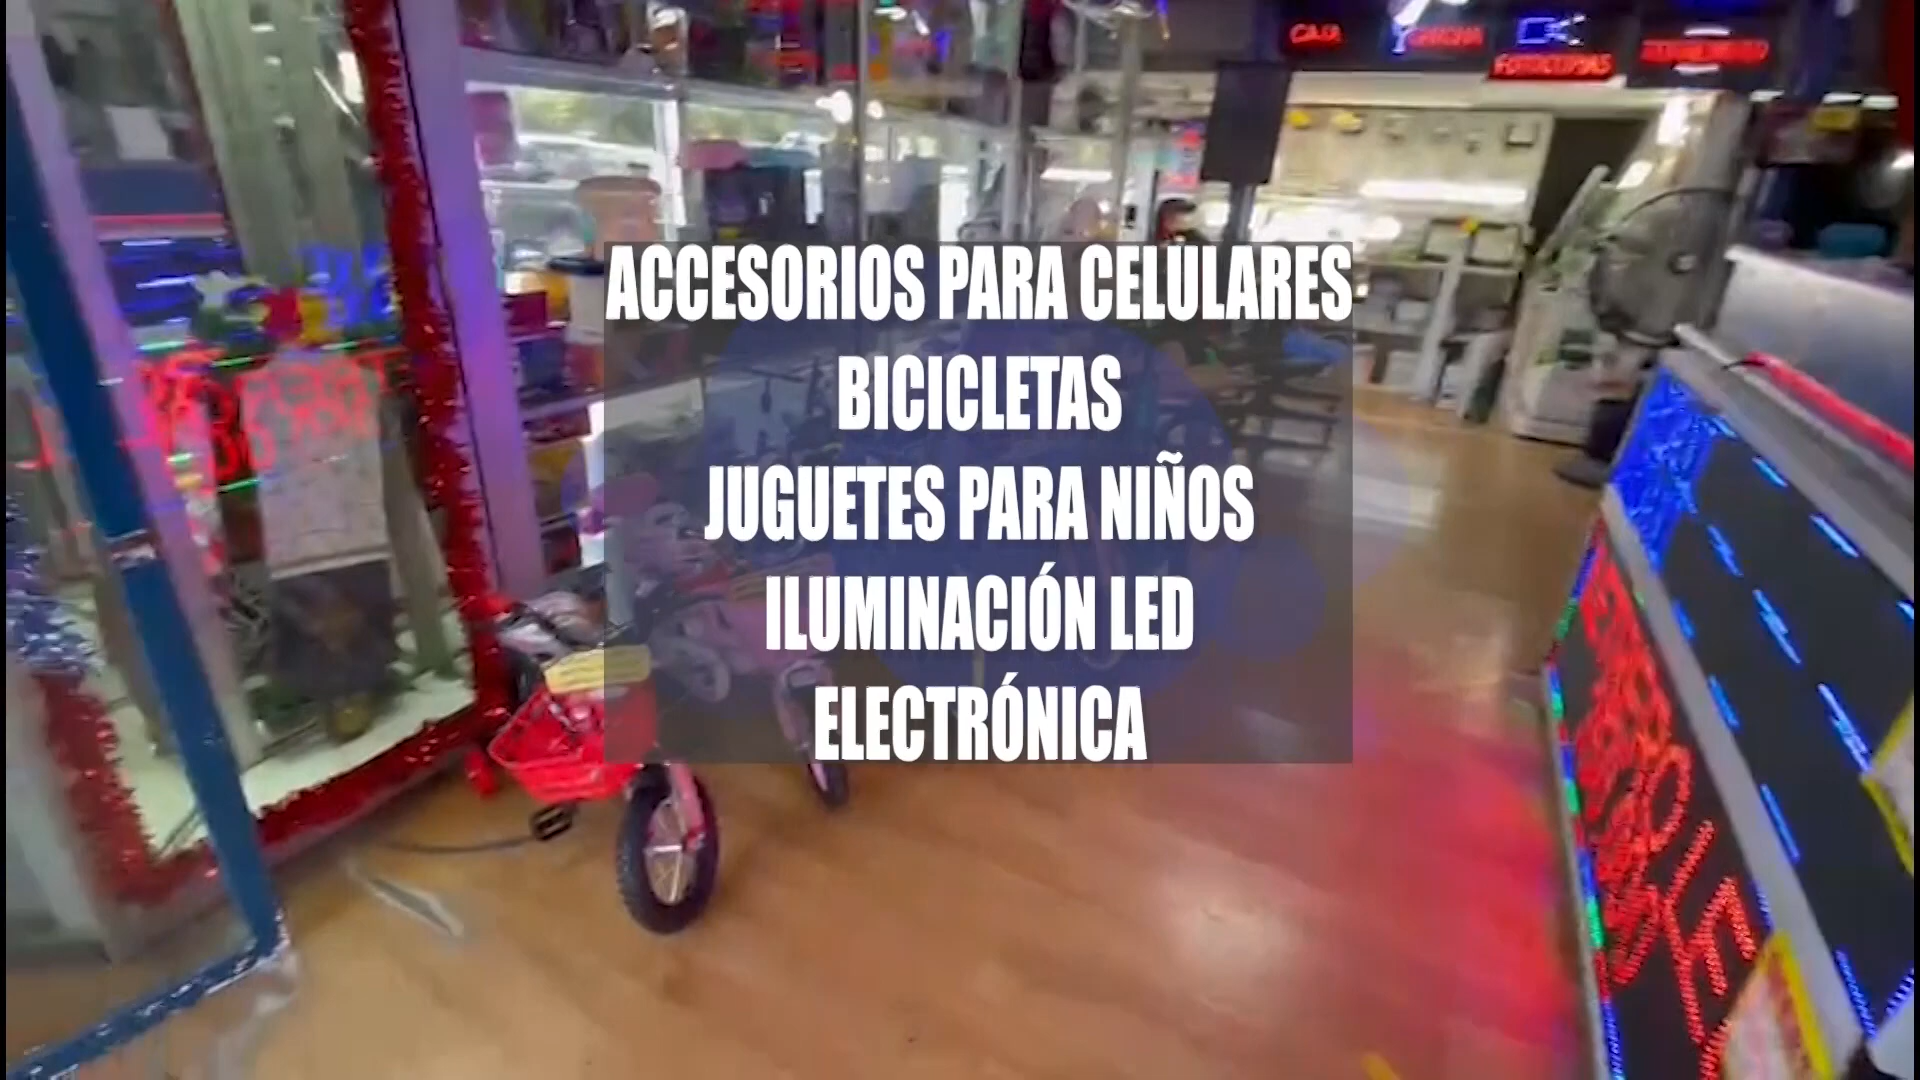 CAJA
FOTOCOPIAS
ACCESORIOS PARA CELULARES
BICICLETAS
JUGUETES PARA NIÑOS
ILUMINACIÓN LED
ELECTRÓNICA